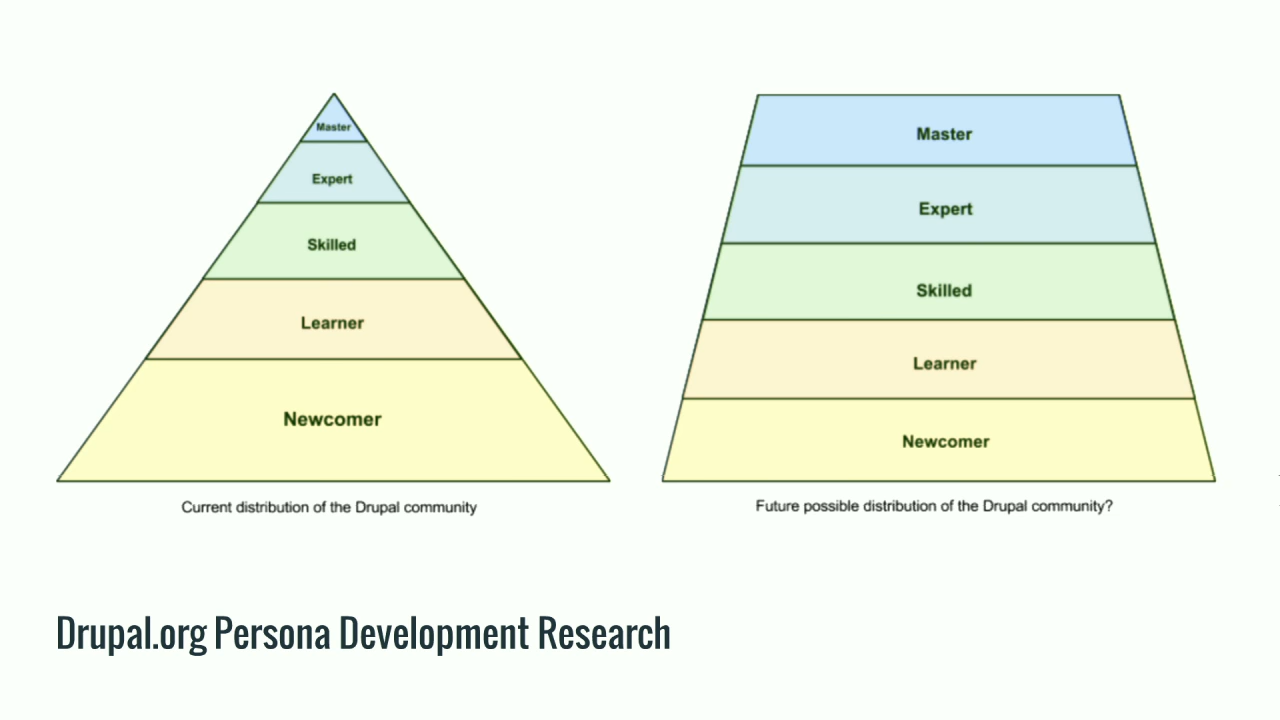 Master
Expert
Skilled
Learner
Newcomer
Current distribution of the Drupal community
Master
Expert
Skilled
Learner
Newcomer
Future possible distribution of the Drupal community?
Drupal.org Persona Development Research